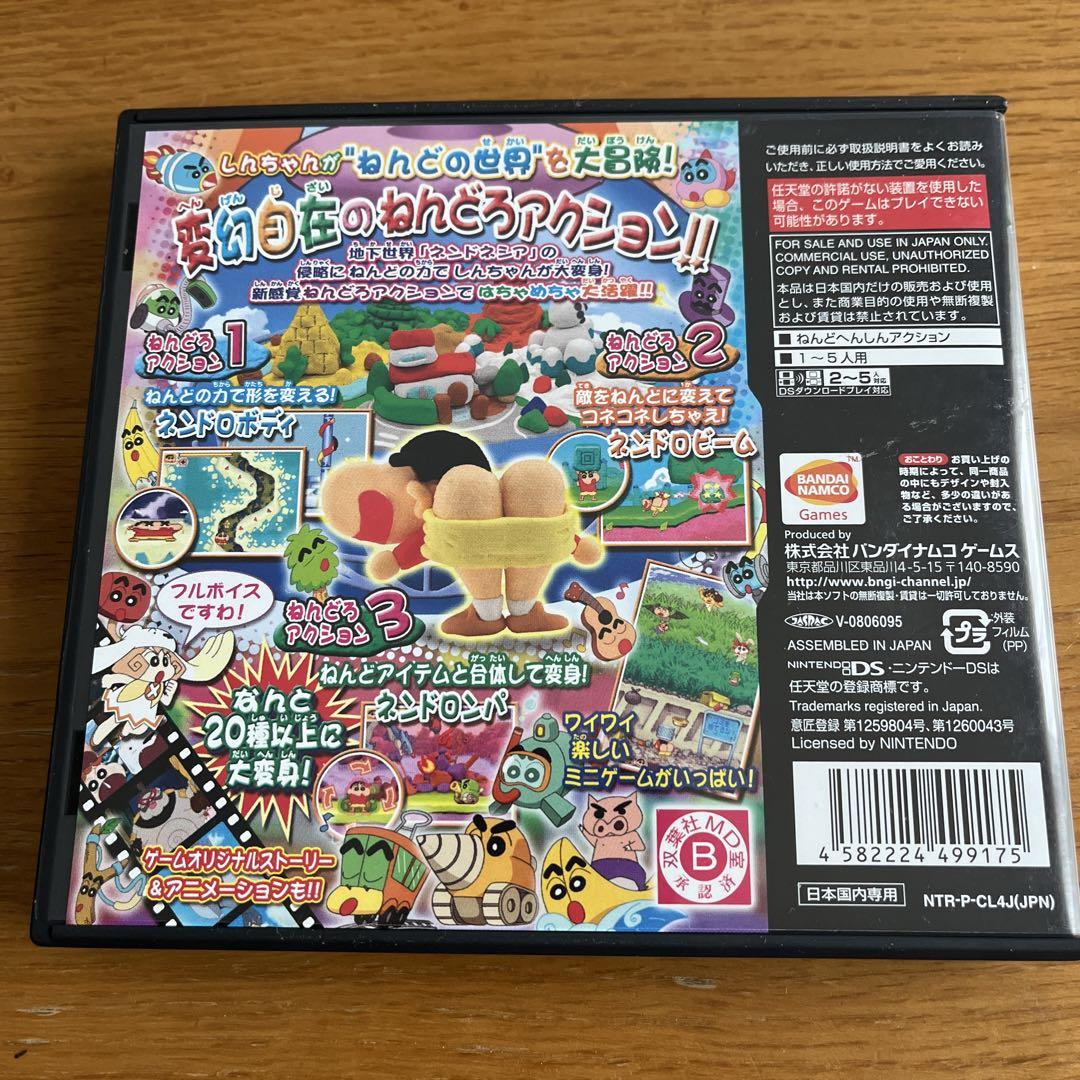 しんちゃんが"ねんどの世界"を大冒険!
変幻自在のねんどろアクション!!
地下世界「ネンドネシア」の
侵略にねんどの力でしんちゃんが大変身!
新感覚ねんどろアクションではちゃめちゃ大活躍!!
ねんどろアクション1
ねんどの力で形を変える!
ネンドロボディ
ねんどろアクション2
敵をねんどに変えて
コネコネしちゃえ!
ネンドロビーム
フルボイス
ですわ!
ねんどろアクション3
ねんどアイテムと合体して変身!
ネンドロンパ
なんと
20種以上に
大変身!
ワイワイ
楽しい
ミニゲームがいっぱい!
ゲームオリジナルストーリー
&アニメーションも!!
双葉社MD室
B
承認済
ご使用前に必ず取扱説明書をよくお読み
いただき、正しい使用方法でご愛用ください。
任天堂の許諾がない装置を使用した
場合、このゲームはプレイできない
可能性があります。
FOR SALE AND USE IN JAPAN ONLY.
COMMERCIAL USE, UNAUTHORIZED
COPY AND RENTAL PROHIBITED.
本品は日本国内だけの販売および使用
とし、また商業目的の使用や無断複製
および賃貸は禁止されています。
■ねんどへんしんアクション
■1~5人用
2~5人対応
DSダウンロードプレイ対応
BANDAI
NAMCO
Games
TM
おことわり お買い上げの
時期によって、同一商品
の中にもデザインや封入
物など、多少の違いがあ
る場合がございますので、
ご了承ください。
Produced by
株式会社 バンダイナムコ ゲームス
東京都品川区東品川4-5-15 〒140-8590
http://www.bngi-channel.jp/
当社は本ソフトの無断複製・賃貸は一切許可しておりません。
JASRAC V-0806095
プラ
外装
フィルム
(PP)
ASSEMBLED IN JAPAN
NINTENDO DS・ニンテンドーDSは
任天堂の登録商標です。
Trademarks registered in Japan.
意匠登録 第1259804号、第1260043号
Licensed by NINTENDO
4 582224 499175
日本国内専用
NTR-P-CL4J(JPN)